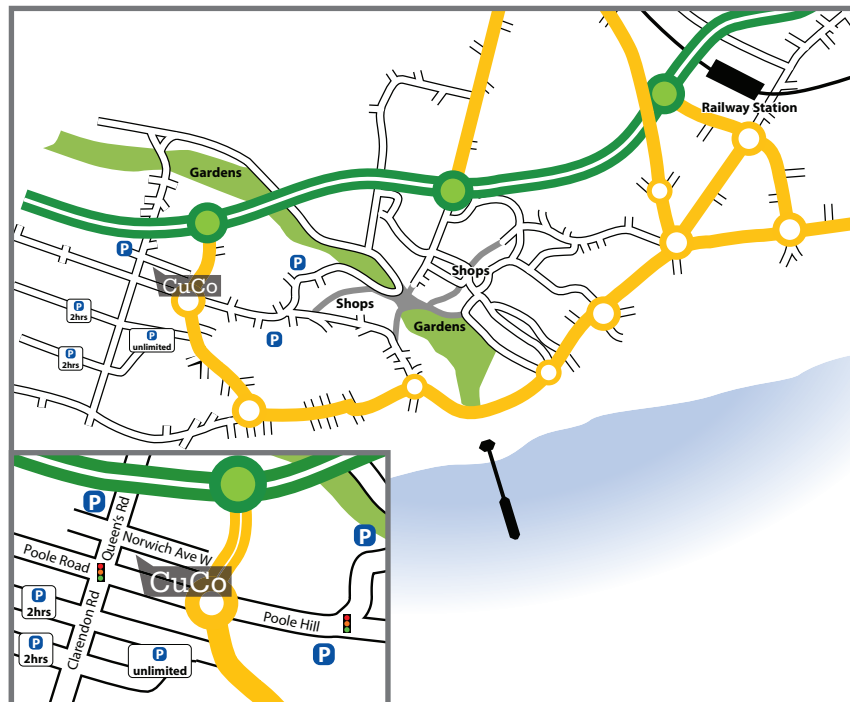 Railway Station
Gardens
P
P
Shops
CuCo
Shops
P
2hrs
Gardens
P
unlimited
P
P
2hrs
P
Queen's Rd
P
Norwich Ave W
Poole Road
CuCo
P
2hrs
Poole Hill
Clarendon Rd
P
2hrs
P
unlimited
P